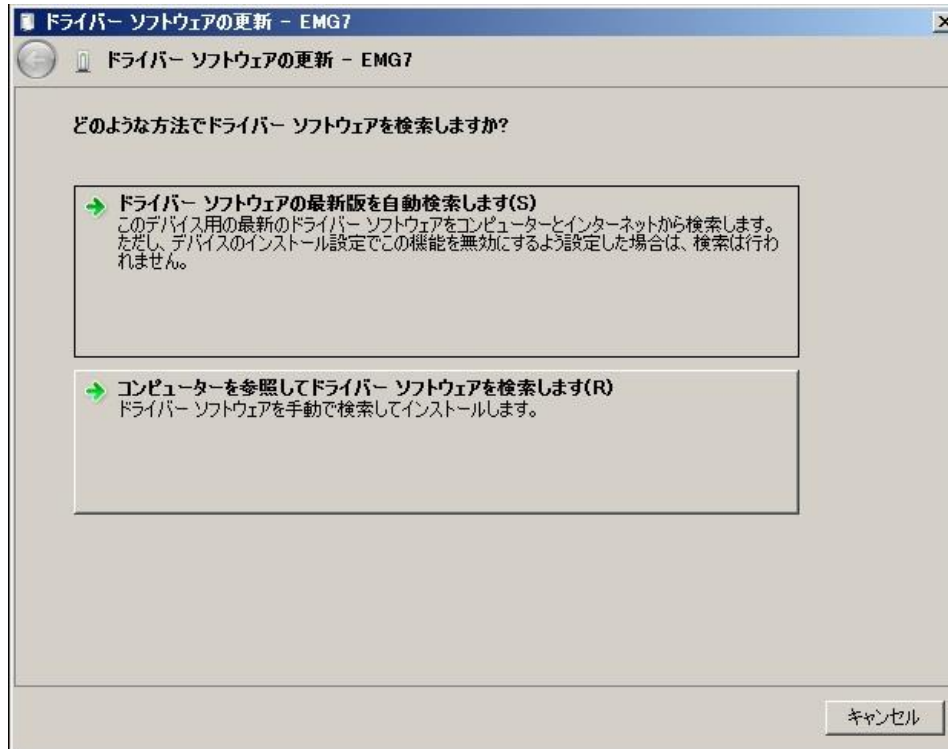 ドライバー ソフトウェアの更新 - EMG7
ドライバー ソフトウェアの更新 - EMG7
どのような方法でドライバー ソフトウェアを検索しますか?
ドライバー ソフトウェアの最新版を自動検索します(S)
このデバイス用の最新のドライバー ソフトウェアをコンピューターとインターネットから検索します。
ただし、デバイスのインストール設定でこの機能を無効にするよう設定した場合は、検索は行わ
れません。
コンピューターを参照してドライバー ソフトウェアを検索します(R)
ドライバー ソフトウェアを手動で検索してインストールします。
キャンセル